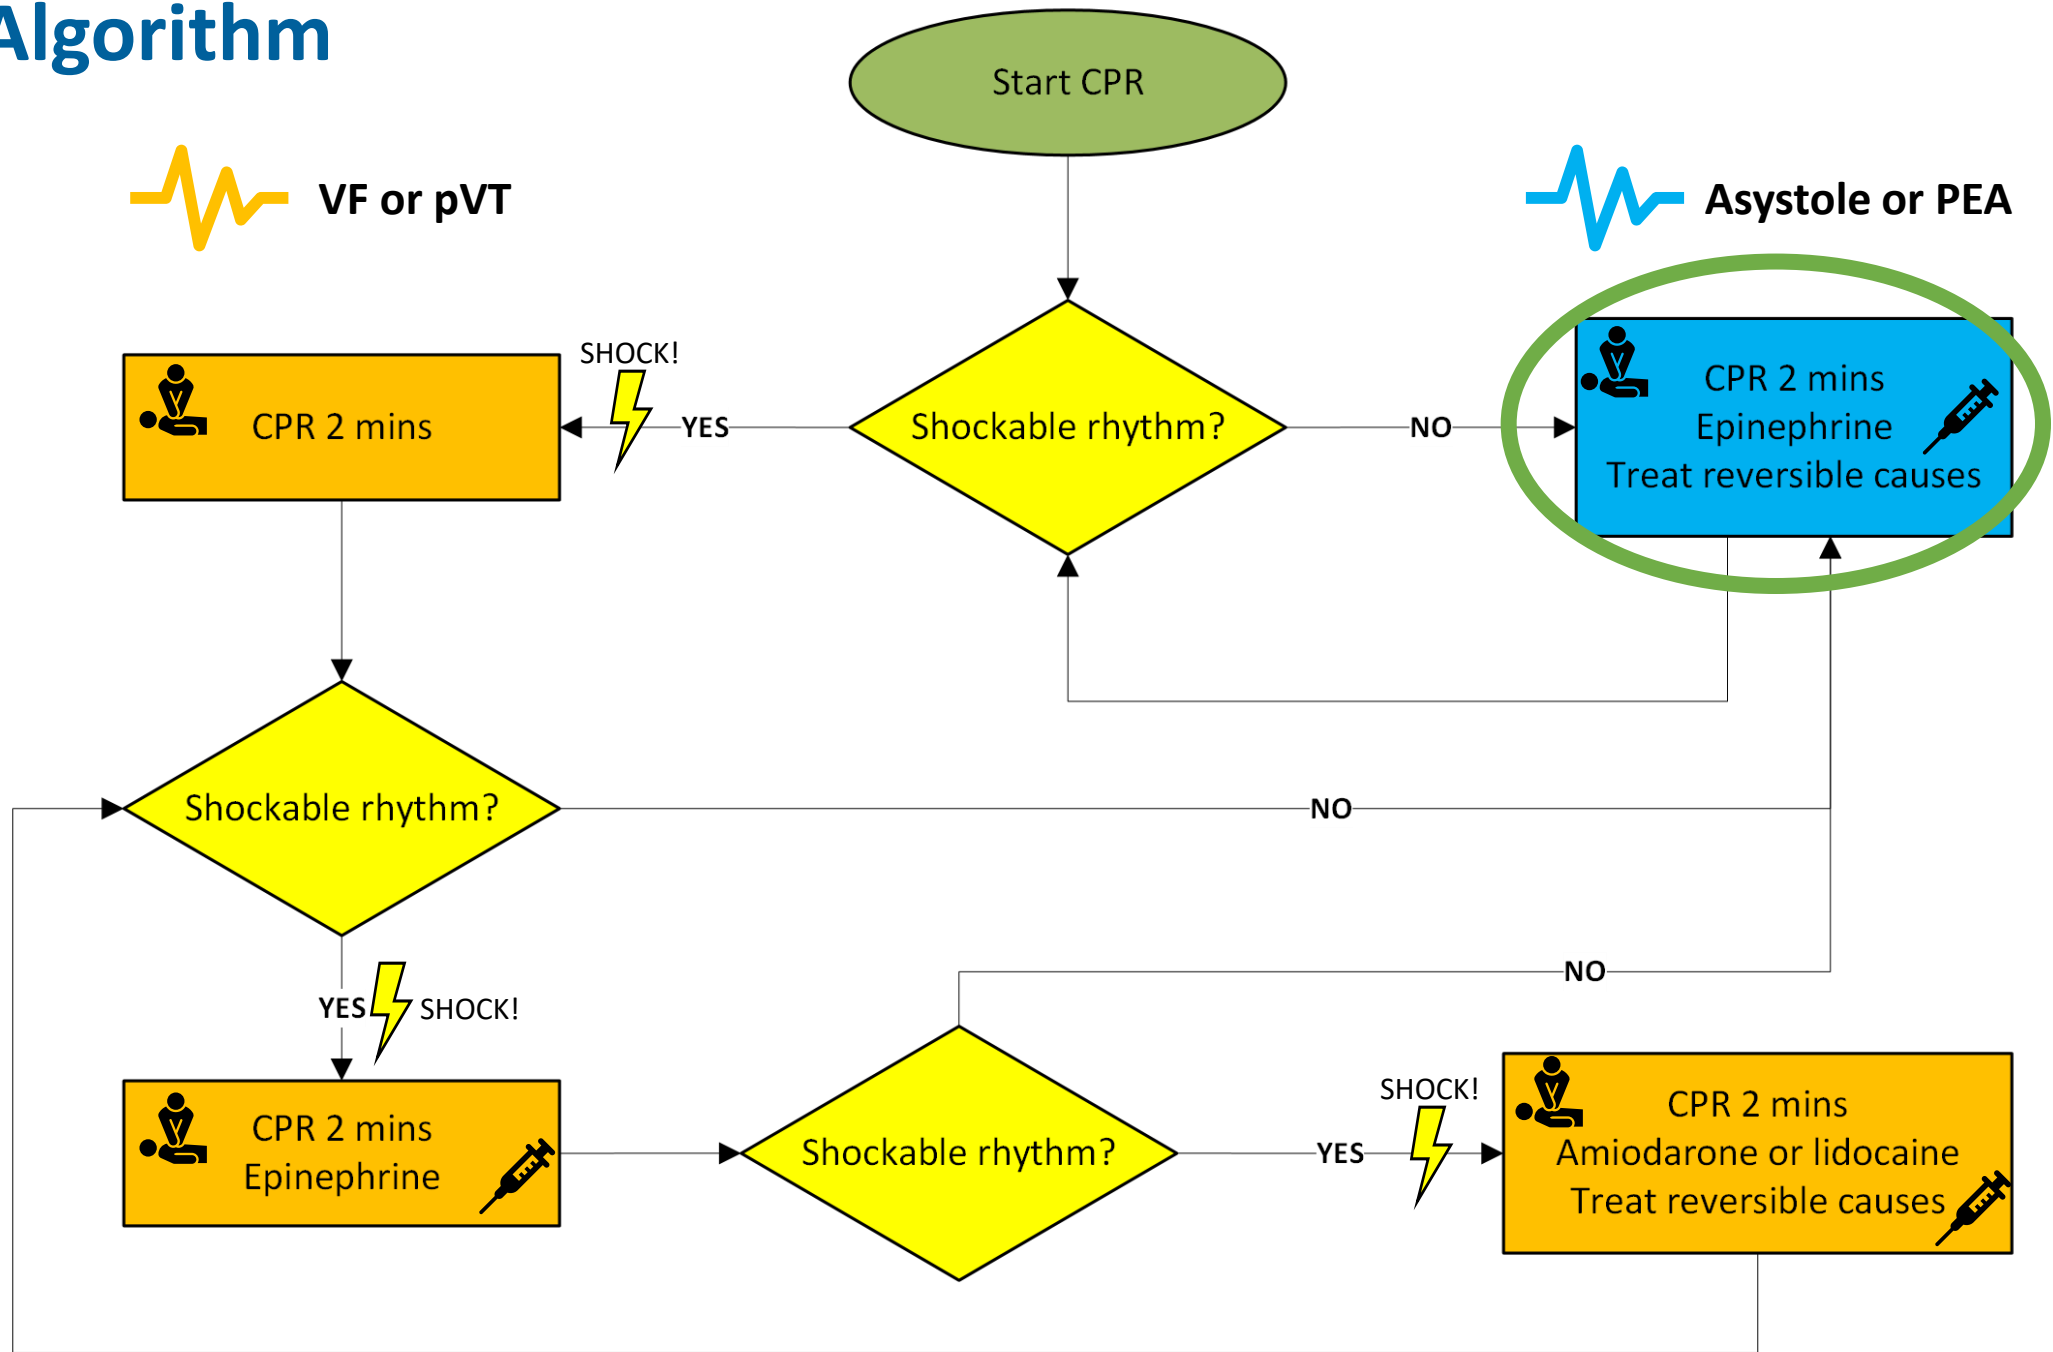 Algorithm
Start CPR
VF or pVT
Asystole or PEA
SHOCK!
CPR 2 mins
YES
Shockable rhythm?
NO
CPR 2 mins
Epinephrine
Treat reversible causes
Shockable rhythm?
NO
YES
SHOCK!
NO
CPR 2 mins
Epinephrine
Shockable rhythm?
YES
SHOCK!
CPR 2 mins
Amiodarone or lidocaine
Treat reversible causes